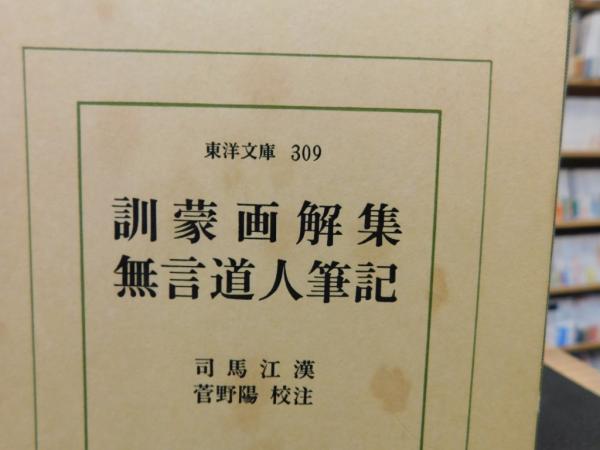 東洋文庫 309
訓蒙画解集
無言道人筆記
司馬江漢
菅野陽 校注